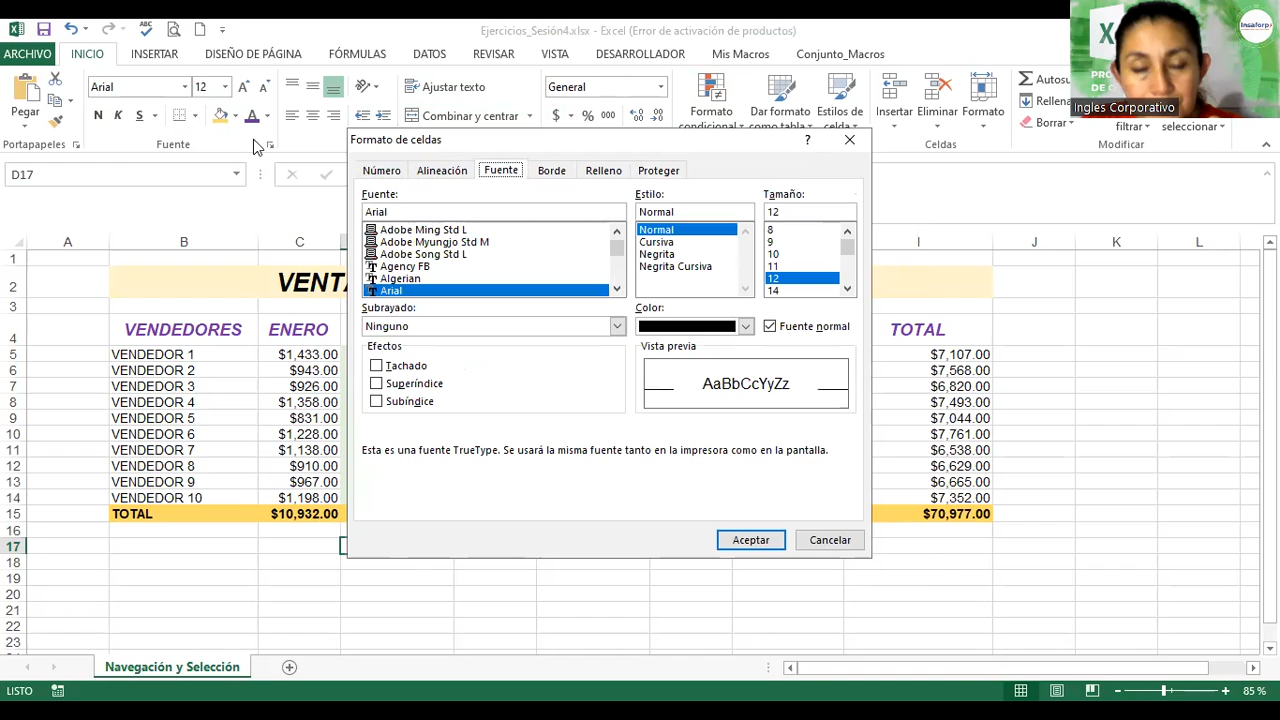 Ejercicios_Sesión4.xlsx - Excel (Error de activación de productos)
ARCHIVO INICIO INSERTAR DISEÑO DE PÁGINA FÓRMULAS DATOS REVISAR VISTA DESARROLLADOR Mis Macros Conjunto_Macros
Insaforp
Ingles Corporativo
Pegar
Arial 12
N K S
Ajustar texto
Combinar y centrar
General
$ % 000
Formato
condicional
Dar formato
como tabla
Estilos de
celda
Insertar Eliminar Formato
Autosu
Rellena
Borrar
filtrar
seleccionar
Portapapeles Fuente Celdas Modificar
D17
Formato de celdas
Número Alineación Fuente Borde Relleno Proteger
Fuente: Estilo: Tamaño:
Arial Normal 12
Adobe Ming Std L Normal 8
Adobe Myungjo Std M Cursiva 9
Adobe Song Std L Negrita 10
Agency FB Negrita Cursiva 11
Algerian 12
Arial 14
Subrayado: Color:
Ninguno Fuente normal
Efectos Vista previa
Tachado
Superíndice
Subíndice
AaBbCcYyZz
Esta es una fuente TrueType. Se usará la misma fuente tanto en la impresora como en la pantalla.
Aceptar Cancelar
A B C I J K L
1
2
3
4 VENDEDORES ENERO TOTAL
5 VENDEDOR 1 $1,433.00 $7,107.00
6 VENDEDOR 2 $943.00 $7,568.00
7 VENDEDOR 3 $926.00 $6,820.00
8 VENDEDOR 4 $1,358.00 $7,493.00
9 VENDEDOR 5 $831.00 $7,044.00
10 VENDEDOR 6 $1,228.00 $7,761.00
11 VENDEDOR 7 $1,138.00 $6,538.00
12 VENDEDOR 8 $910.00 $6,629.00
13 VENDEDOR 9 $967.00 $6,665.00
14 VENDEDOR 10 $1,198.00 $7,352.00
15 TOTAL $10,932.00 $70,977.00
16
17
18
19
20
21
22
23
Navegación y Selección
LISTO 85 %